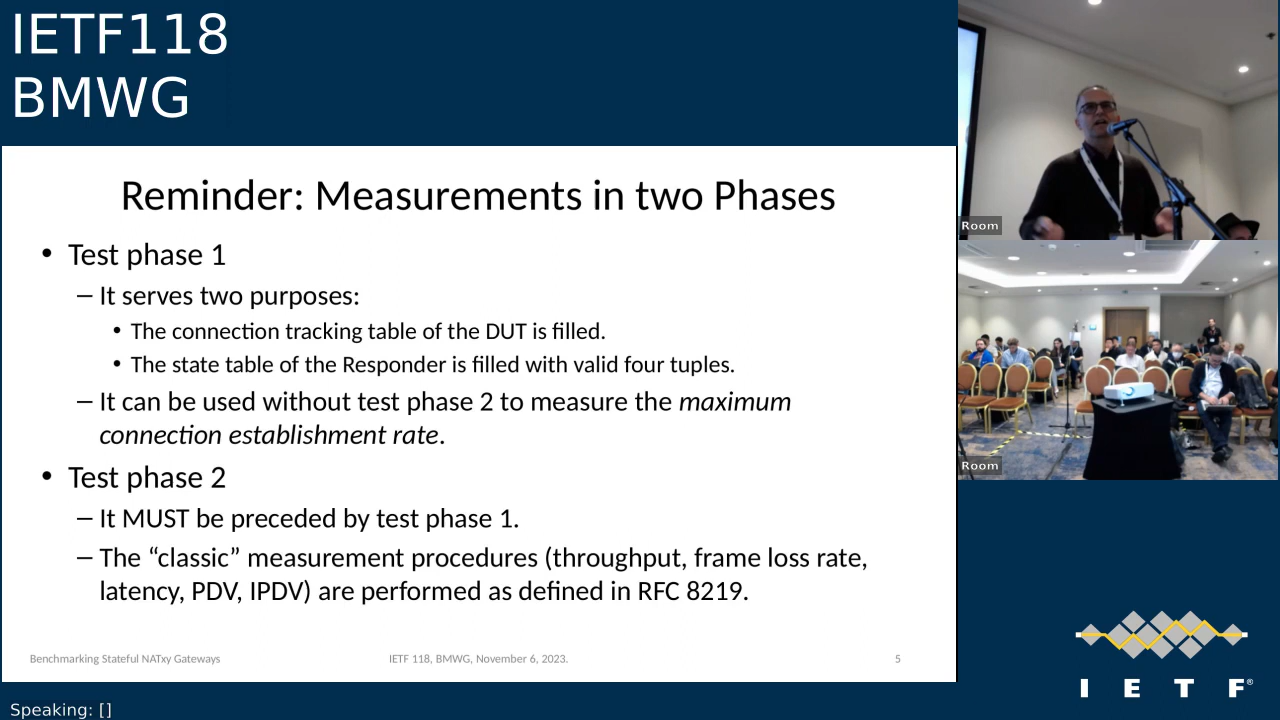 IETF118
BMWG
Reminder: Measurements in two Phases
• Test phase 1
– It serves two purposes:
• The connection tracking table of the DUT is filled.
• The state table of the Responder is filled with valid four tuples.
– It can be used without test phase 2 to measure the maximum
connection establishment rate.
• Test phase 2
– It MUST be preceded by test phase 1.
– The “classic” measurement procedures (throughput, frame loss rate,
latency, PDV, IPDV) are performed as defined in RFC 8219.
Benchmarking Stateful NATxy Gateways
IETF 118, BMWG, November 6, 2023.
5
Room
Room
I E T F®
Speaking: []